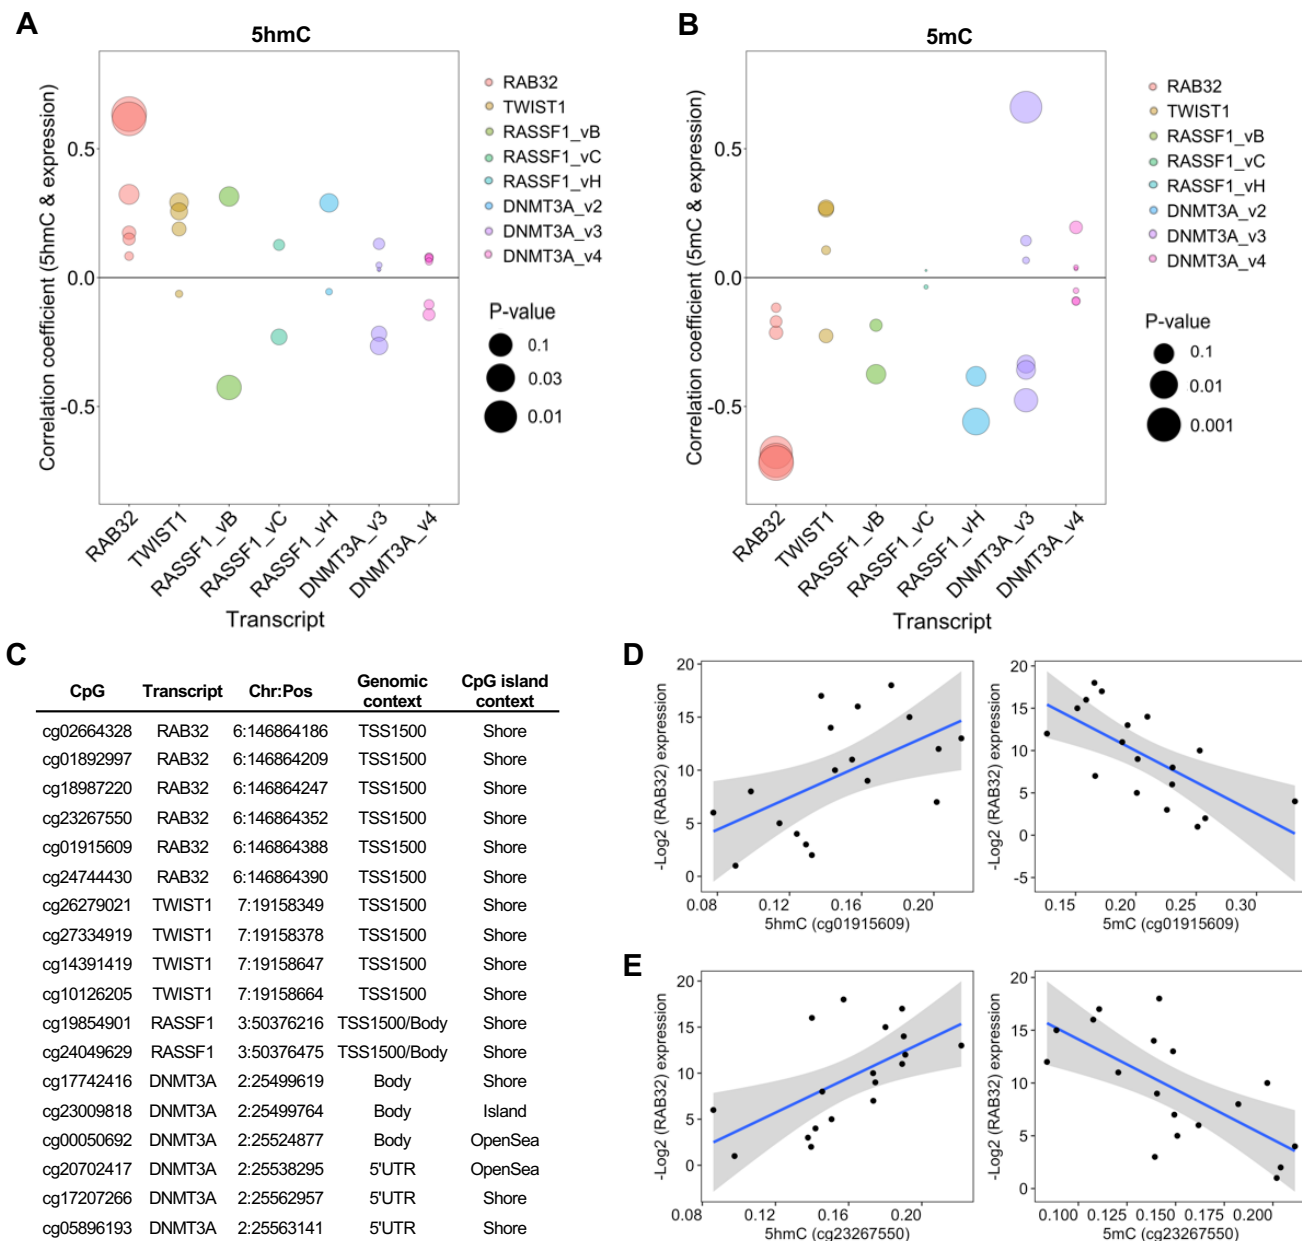 A
5hmC
Correlation coefficient (5hmC & expression)
0.5
0.0
-0.5
RAB32
TWIST1
RASSF1_vB
RASSF1_vC
RASSF1_vH
DNMT3A_v3
DNMT3A_v4
Transcript
RAB32
TWIST1
RASSF1_vB
RASSF1_vC
RASSF1_vH
DNMT3A_v2
DNMT3A_v3
DNMT3A_v4
P-value
0.1
0.03
0.01
B
5mC
Correlation coefficient (5mC & expression)
0.5
0.0
-0.5
RAB32
TWIST1
RASSF1_vB
RASSF1_vC
RASSF1_vH
DNMT3A_v3
DNMT3A_v4
Transcript
RAB32
TWIST1
RASSF1_vB
RASSF1_vC
RASSF1_vH
DNMT3A_v2
DNMT3A_v3
DNMT3A_v4
P-value
0.1
0.01
0.001
C
CpG Transcript Chr:Pos Genomic context CpG island context
cg02664328 RAB32 6:146864186 TSS1500 Shore
cg01892997 RAB32 6:146864209 TSS1500 Shore
cg18987220 RAB32 6:146864247 TSS1500 Shore
cg23267550 RAB32 6:146864352 TSS1500 Shore
cg01915609 RAB32 6:146864388 TSS1500 Shore
cg24744430 RAB32 6:146864390 TSS1500 Shore
cg26279021 TWIST1 7:19158349 TSS1500 Shore
cg27334919 TWIST1 7:19158378 TSS1500 Shore
cg14391419 TWIST1 7:19158647 TSS1500 Shore
cg10126205 TWIST1 7:19158664 TSS1500 Shore
cg19854901 RASSF1 3:50376216 TSS1500/Body Shore
cg24049629 RASSF1 3:50376475 TSS1500/Body Shore
cg17742416 DNMT3A 2:25499619 Body Shore
cg23009818 DNMT3A 2:25499764 Body Island
cg00050692 DNMT3A 2:25524877 Body OpenSea
cg20702417 DNMT3A 2:25538295 5'UTR OpenSea
cg17207266 DNMT3A 2:25562957 5'UTR Shore
cg05896193 DNMT3A 2:25563141 5'UTR Shore
D
-Log2 (RAB32) expression
20
15
10
5
0
0.08 0.12 0.16 0.20
5hmC (cg01915609)
-Log2 (RAB32) expression
20
15
10
5
0
-5
0.15 0.20 0.25 0.30
5mC (cg01915609)
E
-Log2 (RAB32) expression
20
15
10
5
0
0.08 0.12 0.16 0.20
5hmC (cg23267550)
-Log2 (RAB32) expression
20
15
10
5
0
0.100 0.125 0.150 0.175 0.200
5mC (cg23267550)